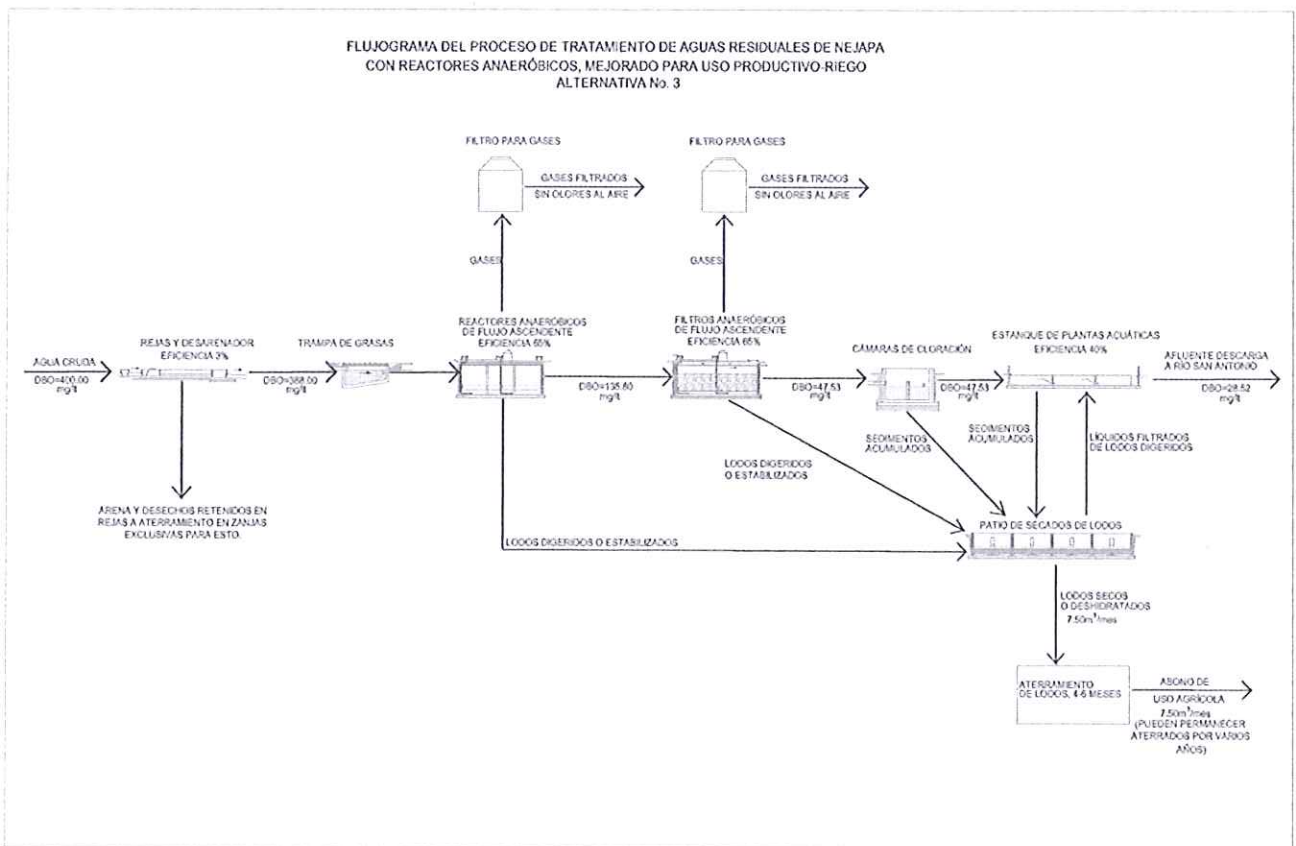 FLUJOGRAMA DEL PROCESO DE TRATAMIENTO DE AGUAS RESIDUALES DE NEJAPA
CON REACTORES ANAERÓBICOS, MEJORADO PARA USO PRODUCTIVO-RIEGO
ALTERNATIVA No. 3
FILTRO PARA GASES
GASES FILTRADOS
SIN OLORES AL AIRE
FILTRO PARA GASES
GASES FILTRADOS
SIN OLORES AL AIRE
GASES
GASES
AGUA CRUDA
DBO=400.00
mg/lt
REJAS Y DESARENADOR
EFICIENCIA 3%
DBO=388.00
mg/lt
TRAMPA DE GRASAS
REACTORES ANAERÓBICOS
DE FLUJO ASCENDENTE
EFICIENCIA 65%
DBO=135.80
mg/lt
FILTROS ANAERÓBICOS
DE FLUJO ASCENDENTE
EFICIENCIA 65%
DBO=47.53
mg/lt
CÁMARAS DE CLORACIÓN
DBO=47.53
mg/lt
ESTANQUE DE PLANTAS ACUÁTICAS
EFICIENCIA 40%
AFLUENTE DESCARGA
A RÍO SAN ANTONIO
DBO=28.52
mg/lt
ARENA Y DESECHOS RETENIDOS EN
REJAS A ATERRAMIENTO EN ZANJAS
EXCLUSIVAS PARA ESTO.
LODOS DIGERIDOS O ESTABILIZADOS
LODOS DIGERIDOS
O ESTABILIZADOS
SEDIMENTOS
ACUMULADOS
SEDIMENTOS
ACUMULADOS
LÍQUIDOS FILTRADOS
DE LODOS DIGERIDOS
PATIO DE SECADOS DE LODOS
LODOS SECOS
O DESHIDRATADOS
7.50m³/mes
ATERRAMIENTO
DE LODOS, 4-6 MESES
ABONO DE
USO AGRÍCOLA
7.50m³/mes
(PUEDEN PERMANECER
ATERRADOS POR VARIOS
AÑOS)